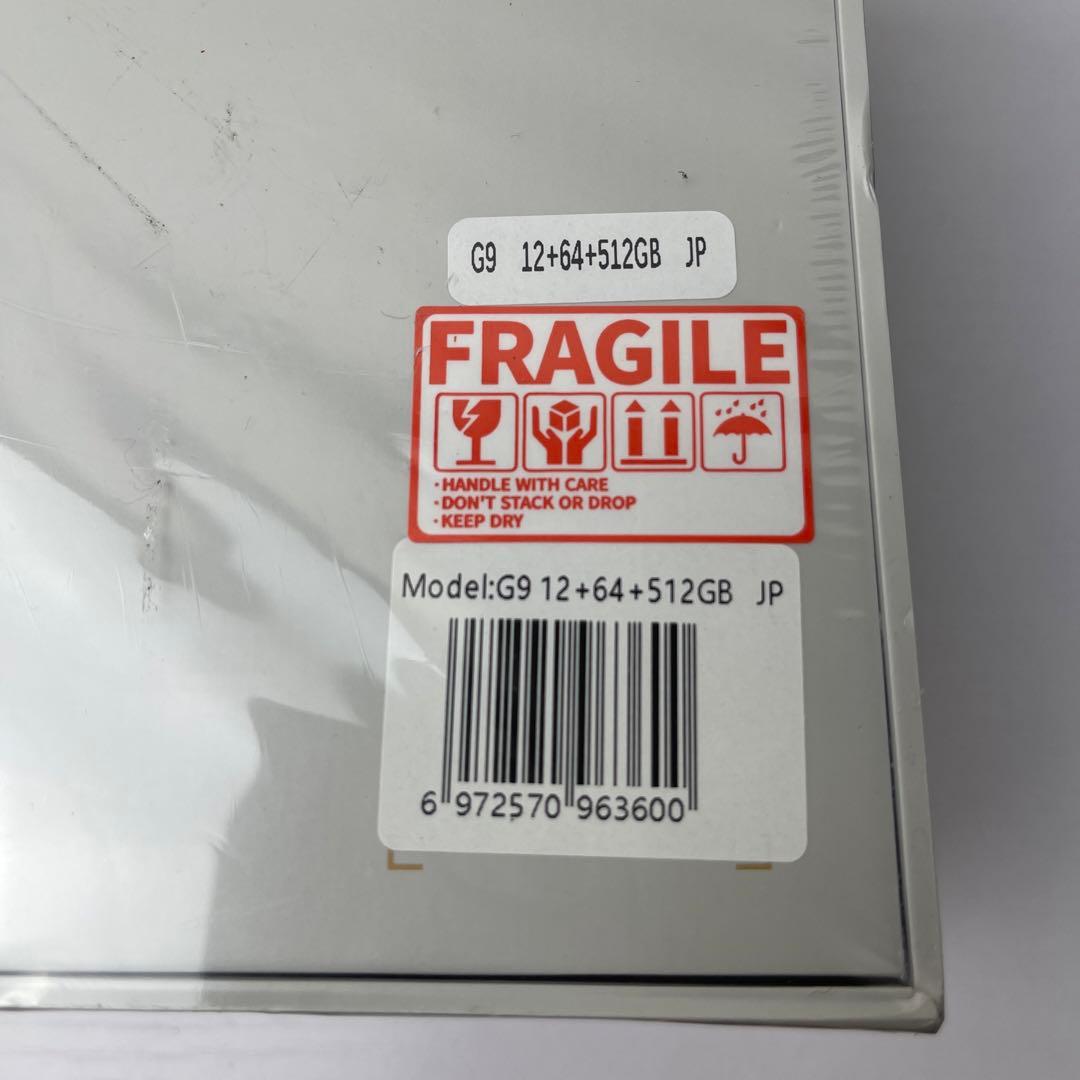 G9 12+64+512GB JP
FRAGILE
・HANDLE WITH CARE
・DON'T STACK OR DROP
・KEEP DRY
Model:G9 12+64+512GB JP
6 972570 963600